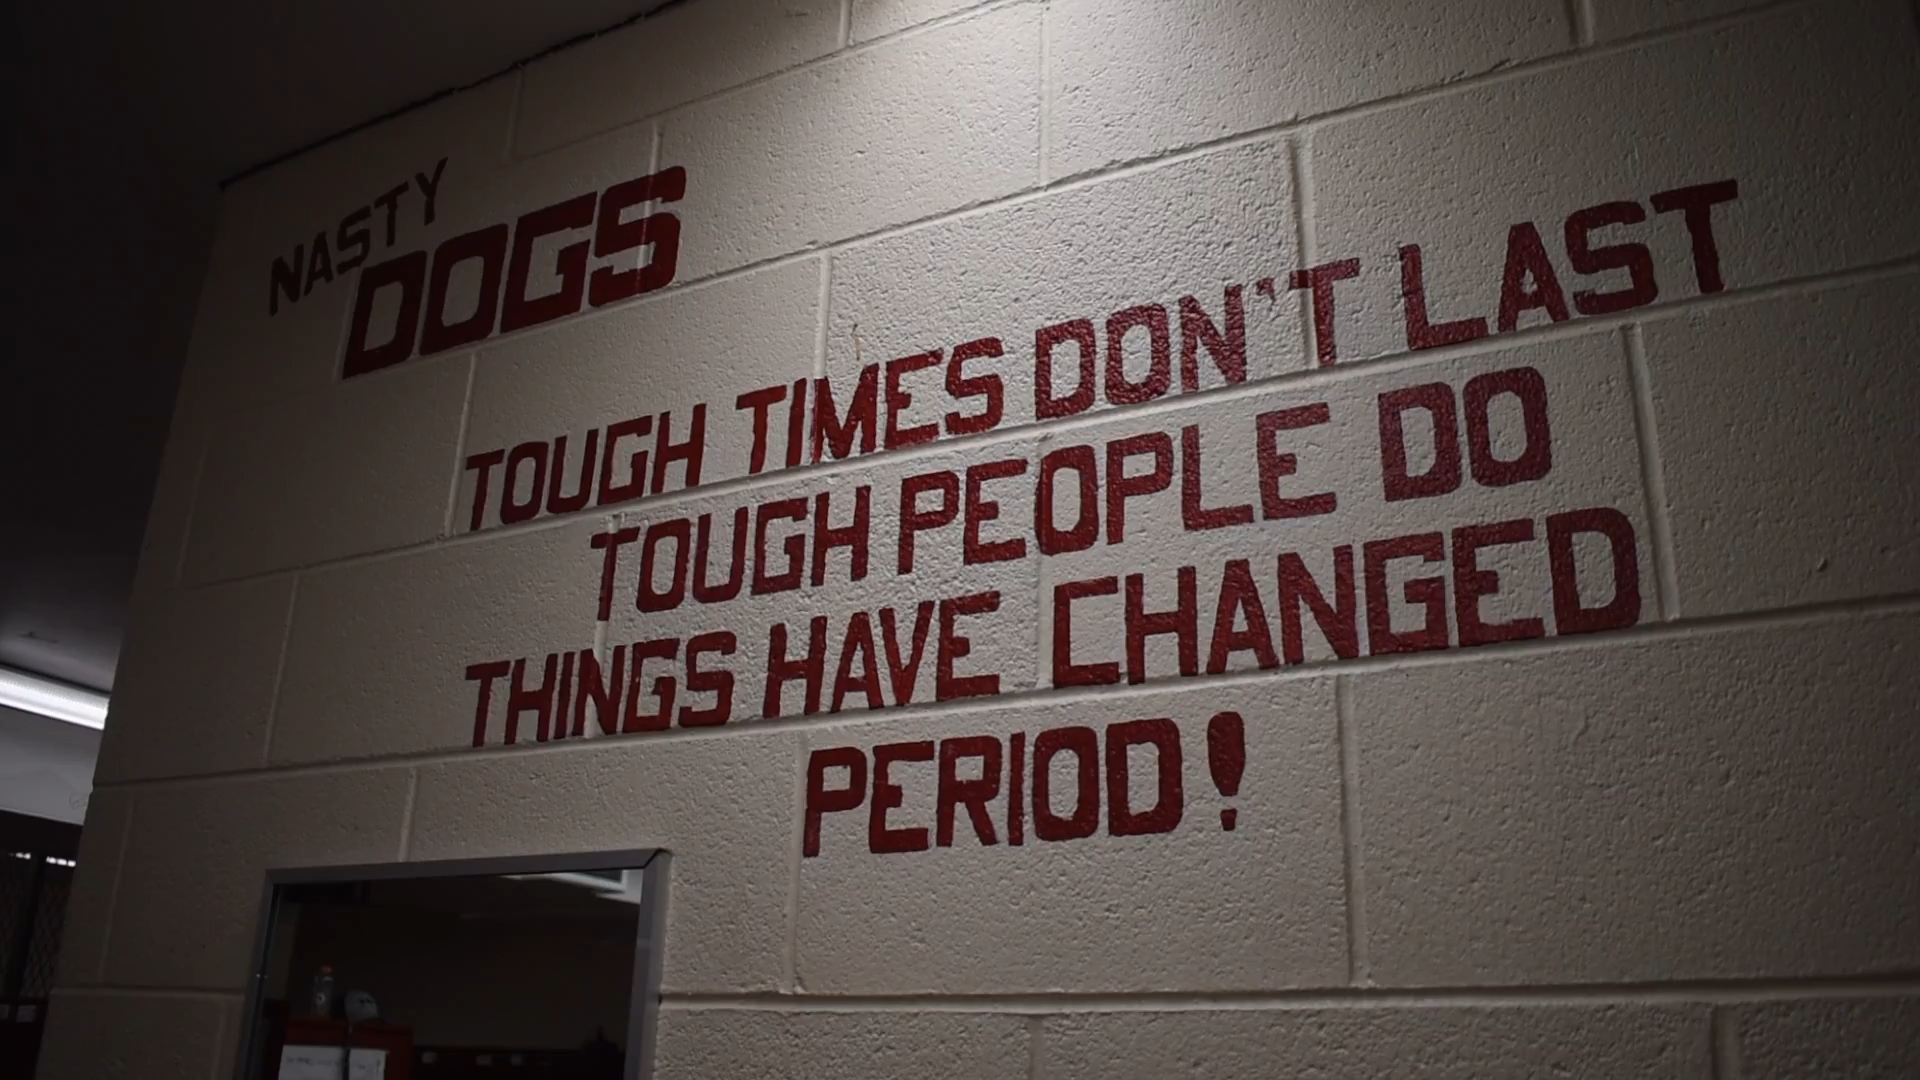 NASTY
DOGS
TOUGH TIMES DON'T LAST
TOUGH PEOPLE DO
THINGS HAVE CHANGED
PERIOD!